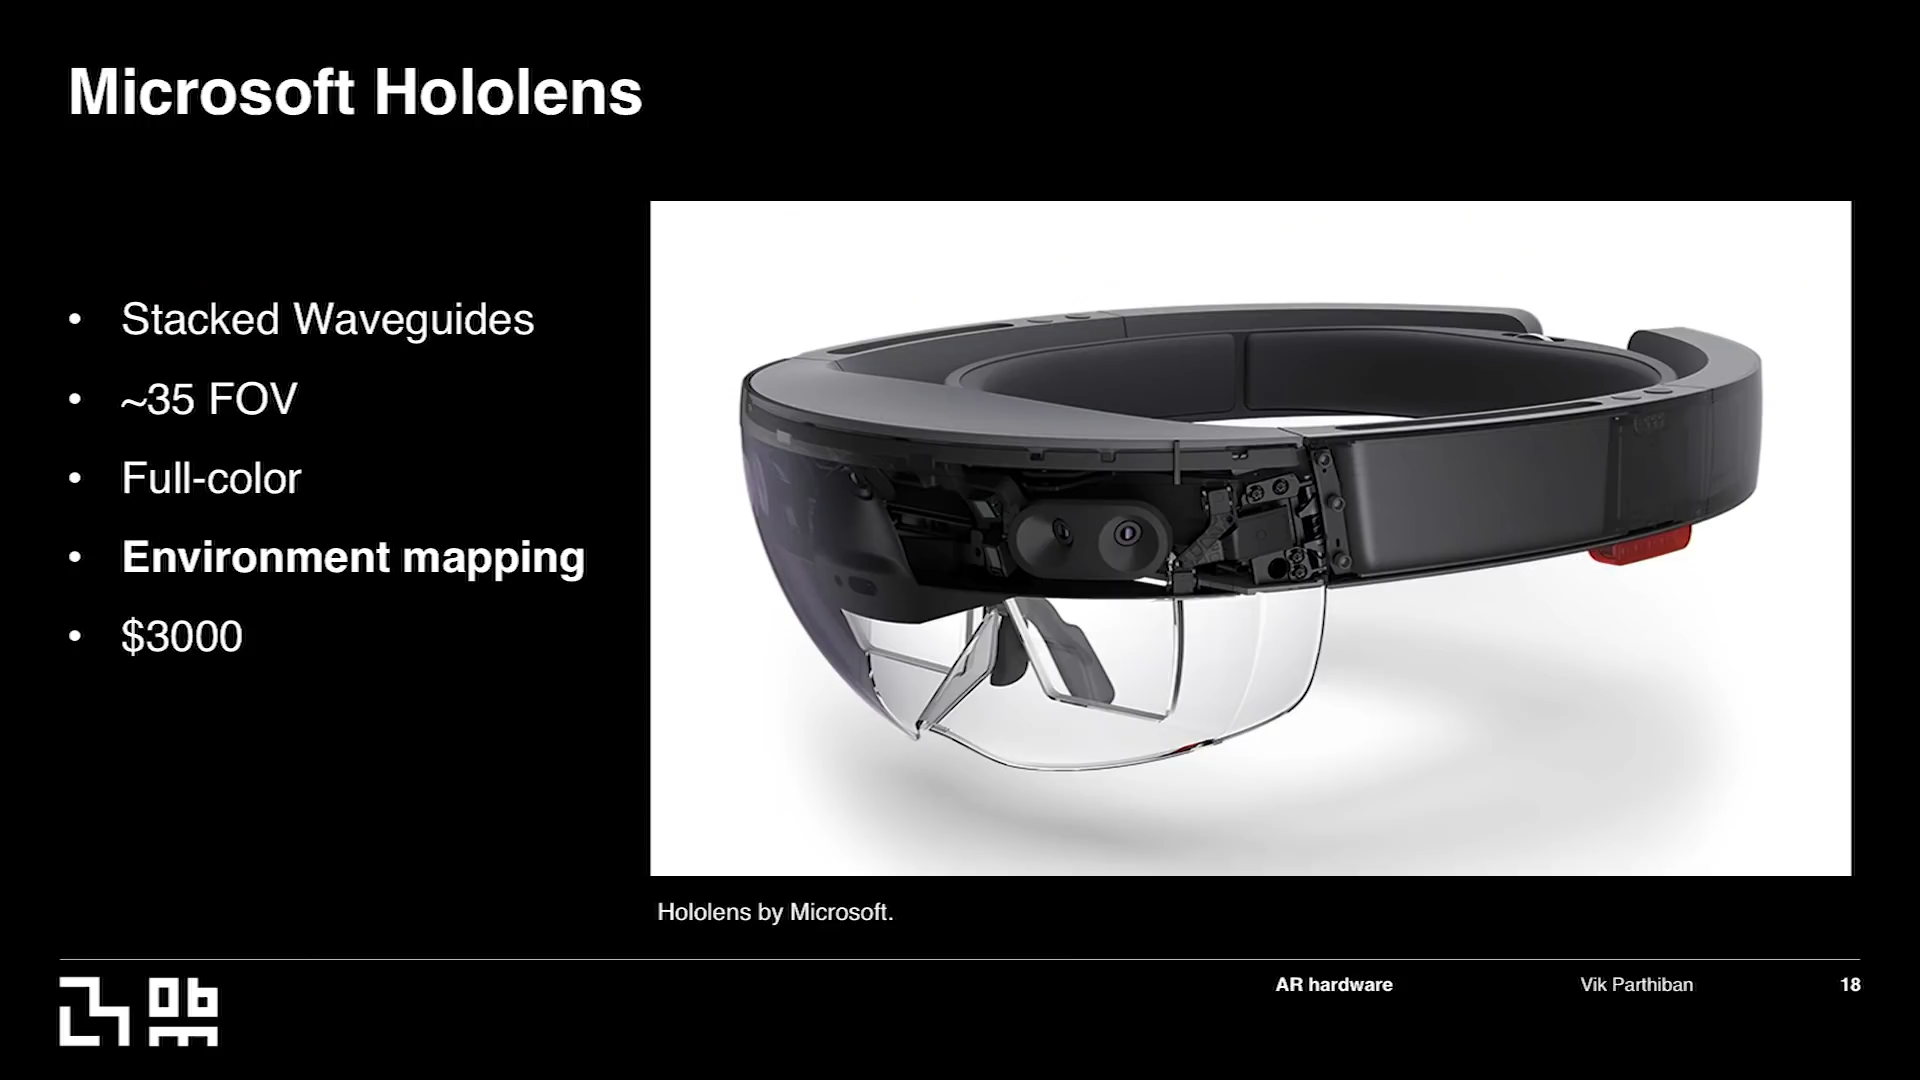 Microsoft Hololens
• Stacked Waveguides
• ~35 FOV
• Full-color
• Environment mapping
• $3000
Hololens by Microsoft.
AR hardware Vik Parthiban 18